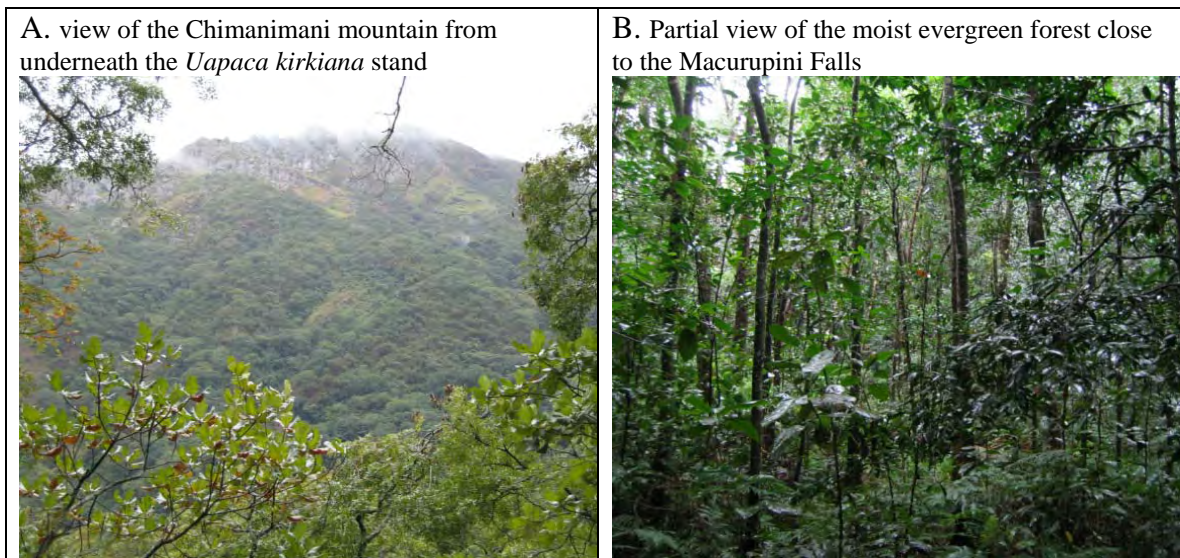 A. view of the Chimanimani mountain from
underneath the Uapaca kirkiana stand
B. Partial view of the moist evergreen forest close
to the Macurupini Falls